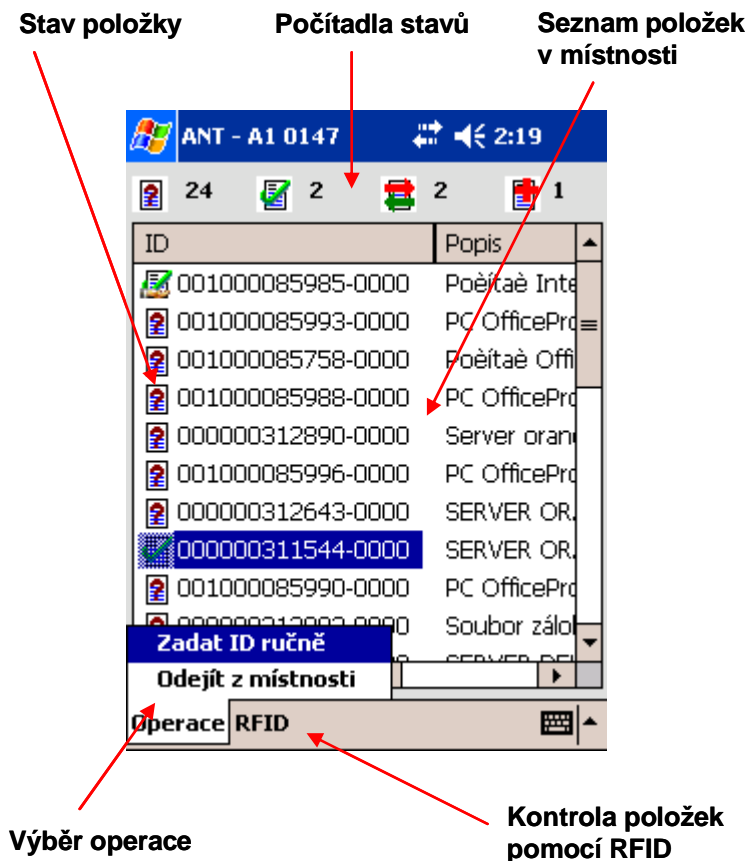 Stav položky Počítadla stavů Seznam položek
v místnosti
ANT - A1 0147 2:19
24 2 2 1
ID Popis
001000085985-0000 Poèítaè Inte
001000085993-0000 PC OfficePro
001000085758-0000 Poèítaè Offi
001000085988-0000 PC OfficePro
000000312890-0000 Server oran
001000085996-0000 PC OfficePro
000000312643-0000 SERVER OR.
000000311544-0000 SERVER OR.
001000085990-0000 PC OfficePro
Soubor zálo
Zadat ID ručně
Odejít z místnosti
Operace RFID
Výběr operace
Kontrola položek
pomocí RFID